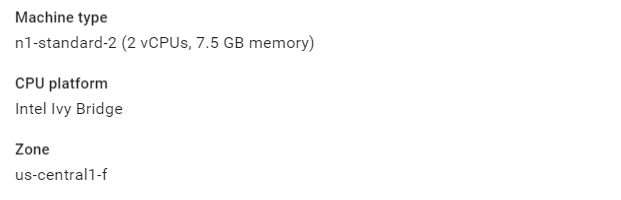 Machine type
n1-standard-2 (2 vCPUs, 7.5 GB memory)
CPU platform
Intel Ivy Bridge
Zone
us-central1-f